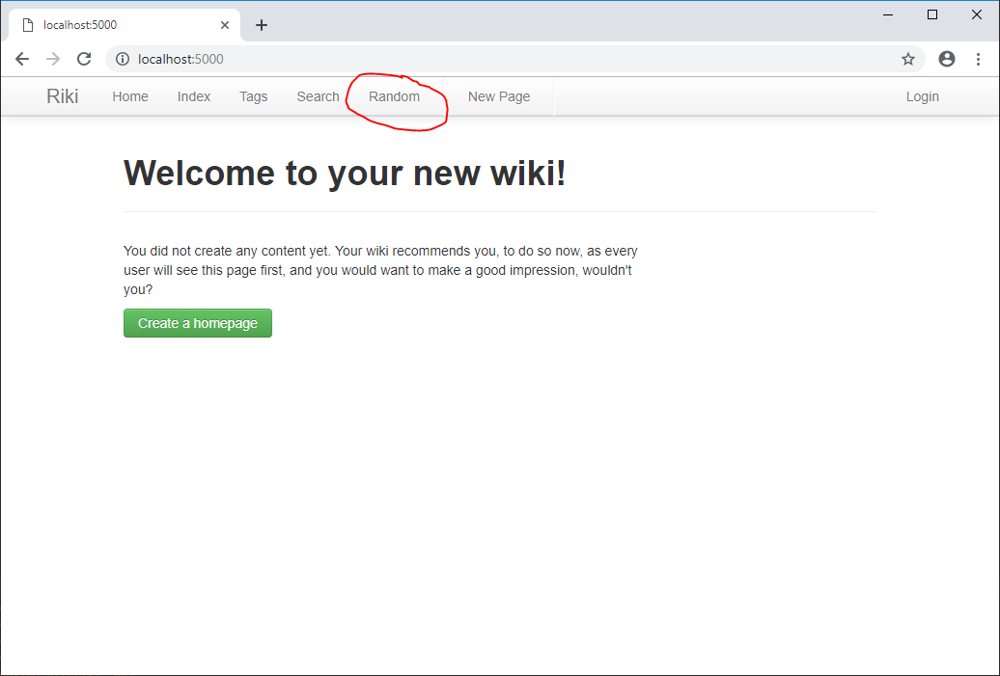 localhost:5000
localhost:5000
Riki Home Index Tags Search Random New Page Login
Welcome to your new wiki!
You did not create any content yet. Your wiki recommends you, to do so now, as every
user will see this page first, and you would want to make a good impression, wouldn't
you?
Create a homepage